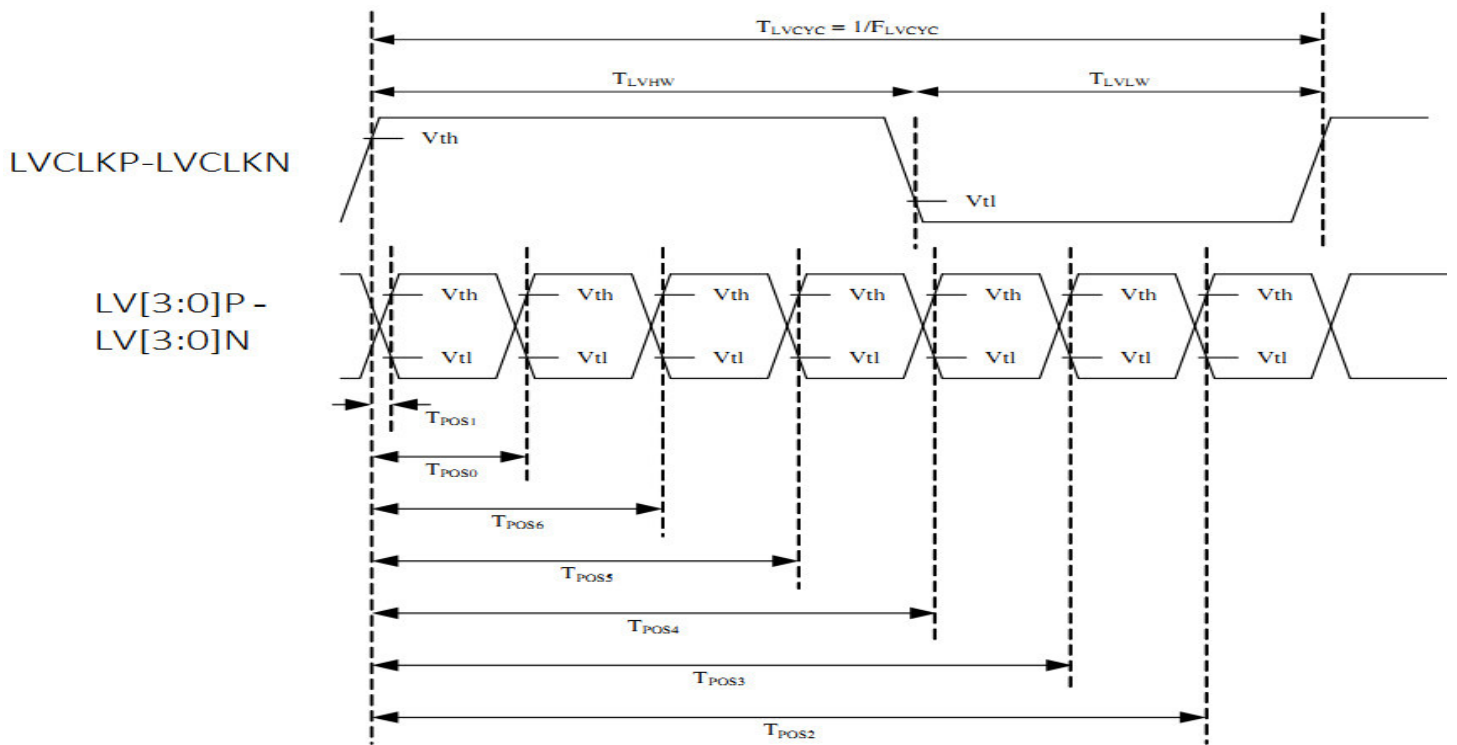 TLVCYC = 1/FLVCYC
TLVHW
TLVLW
LVCLKP-LVCLKN
Vth
Vtl
LV[3:0]P -
LV[3:0]N
Vth Vth Vth Vth Vth Vth Vth
Vtl Vtl Vtl Vtl Vtl Vtl Vtl
TPOS1
TPOS0
TPOS6
TPOS5
TPOS4
TPOS3
TPOS2